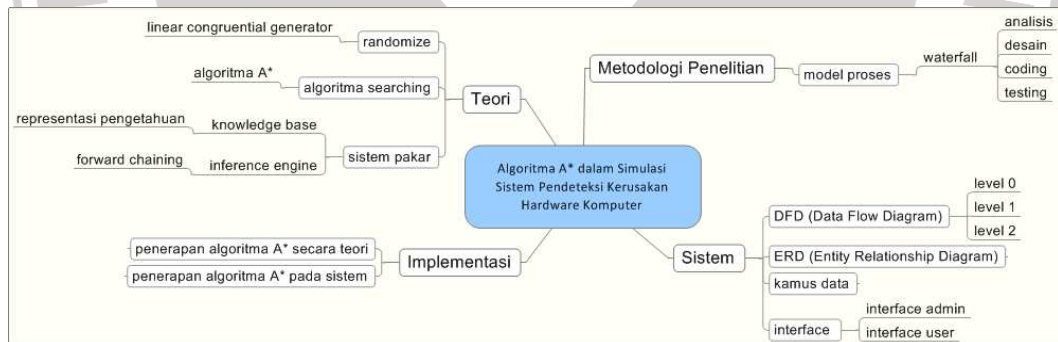 linear congruential generator
randomize
algoritma A*
algoritma searching
Teori
representasi pengetahuan
knowledge base
forward chaining
inference engine
sistem pakar
Metodologi Penelitian
model proses
waterfall
analisis
desain
coding
testing
Algoritma A* dalam Simulasi
Sistem Pendeteksi Kerusakan
Hardware Komputer
penerapan algoritma A* secara teori
penerapan algoritma A* pada sistem
Implementasi
Sistem
DFD (Data Flow Diagram)
level 0
level 1
level 2
ERD (Entity Relationship Diagram)
kamus data
interface
interface admin
interface user